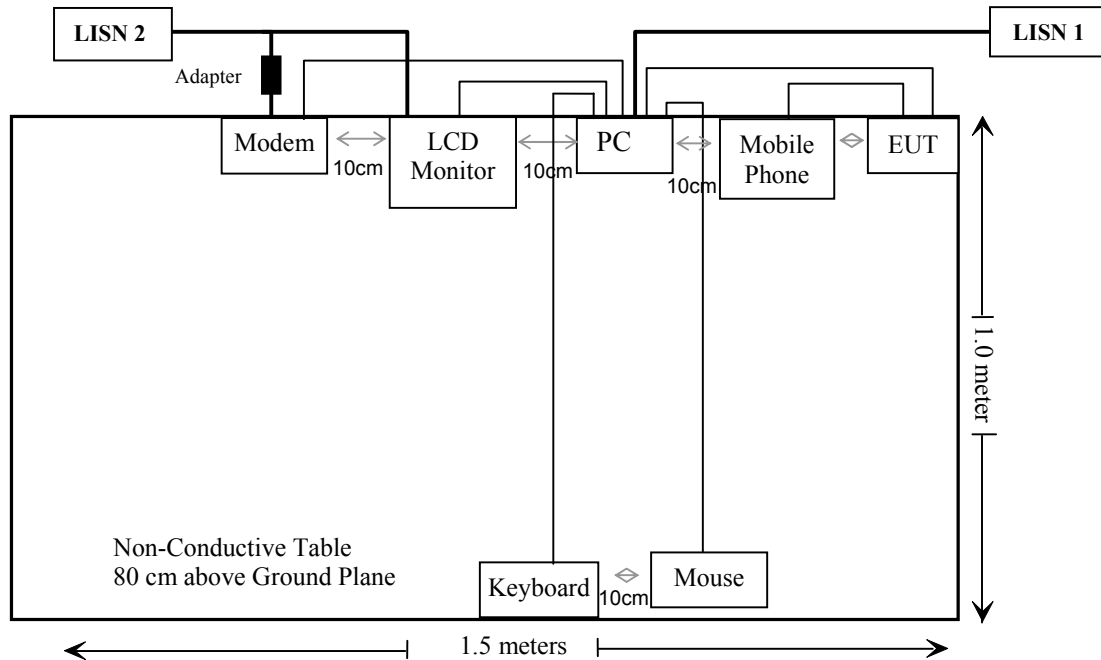 LISN 2
LISN 1
Adapter
Modem
LCD
Monitor
PC
Mobile
Phone
EUT
10cm
10cm
10cm
1.0 meter
Non-Conductive Table
80 cm above Ground Plane
Keyboard
10cm
Mouse
1.5 meters